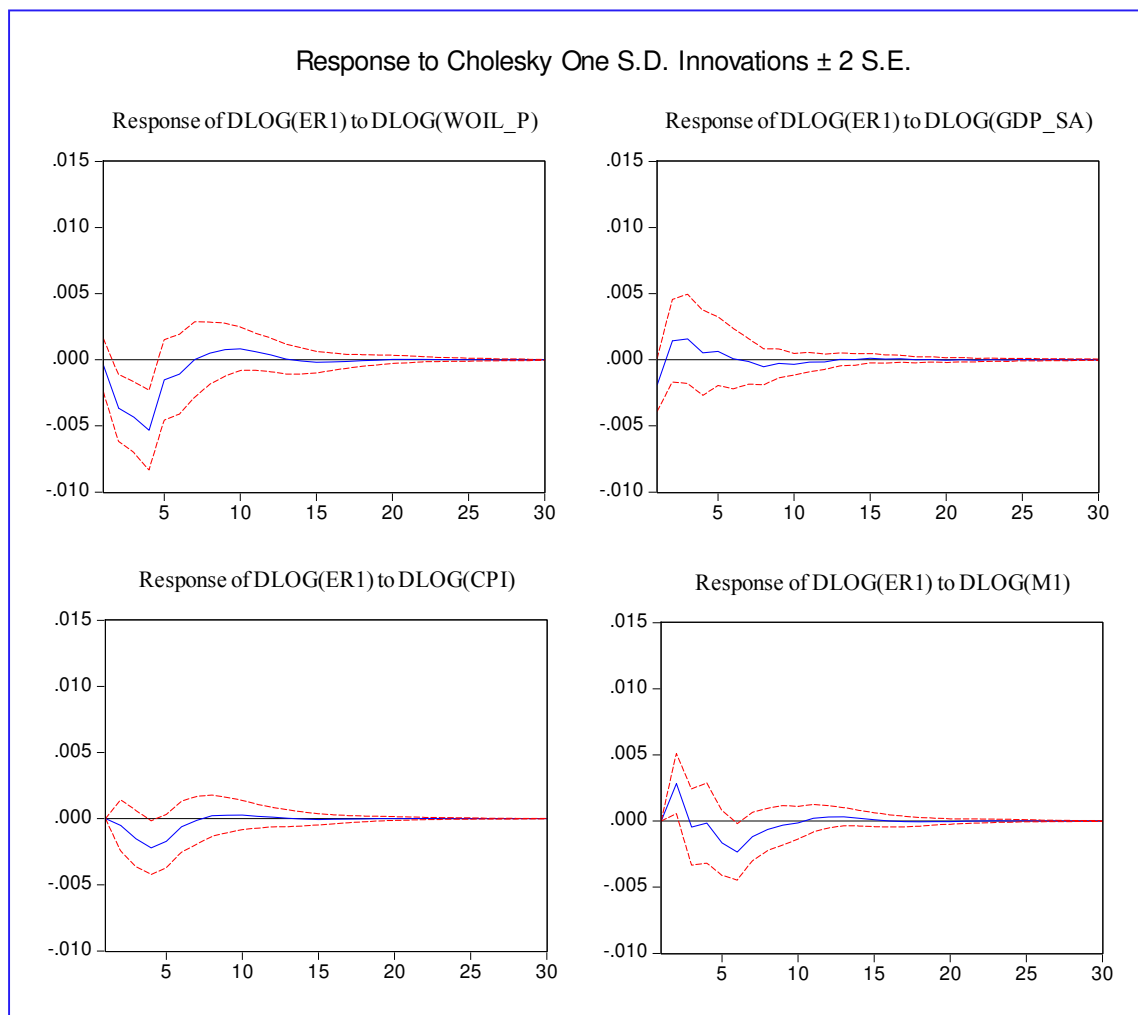 Response to Cholesky One S.D. Innovations ± 2 S.E.
Response of DLOG(ER1) to DLOG(WOIL_P)
.015
.010
.005
.000
-.005
-.010
5 10 15 20 25 30
Response of DLOG(ER1) to DLOG(GDP_SA)
.015
.010
.005
.000
-.005
-.010
5 10 15 20 25 30
Response of DLOG(ER1) to DLOG(CPI)
.015
.010
.005
.000
-.005
-.010
5 10 15 20 25 30
Response of DLOG(ER1) to DLOG(M1)
.015
.010
.005
.000
-.005
-.010
5 10 15 20 25 30